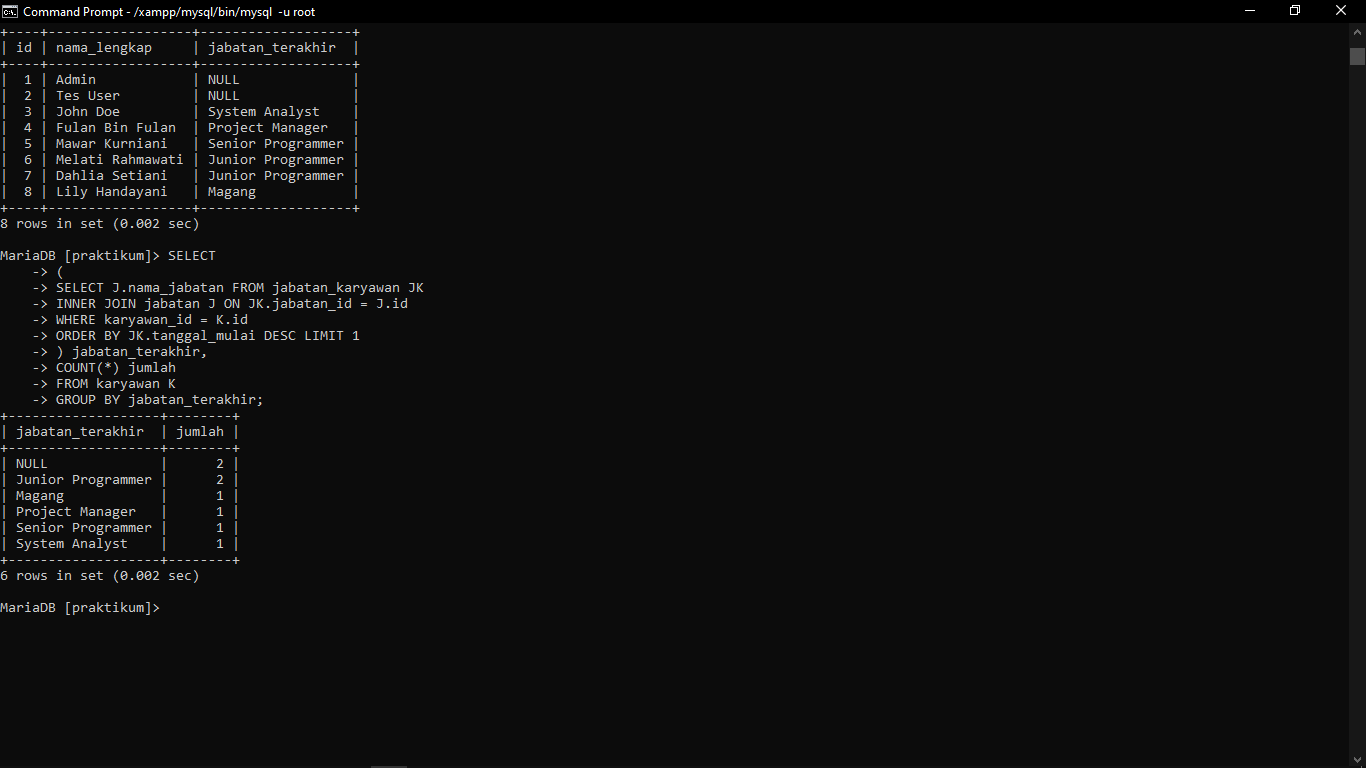 Command Prompt - /xampp/mysql/bin/mysql  -u root
+----+------------------+-------------------+
| id | nama_lengkap     | jabatan_terakhir  |
+----+------------------+-------------------+
|  1 | Admin            | NULL              |
|  2 | Tes User         | NULL              |
|  3 | John Doe         | System Analyst    |
|  4 | Fulan Bin Fulan  | Project Manager   |
|  5 | Mawar Kurniani   | Senior Programmer |
|  6 | Melati Rahmawati | Junior Programmer |
|  7 | Dahlia Setiani   | Junior Programmer |
|  8 | Lily Handayani   | Magang            |
+----+------------------+-------------------+
8 rows in set (0.002 sec)

MariaDB [praktikum]> SELECT
    -> (
    -> SELECT J.nama_jabatan FROM jabatan_karyawan JK
    -> INNER JOIN jabatan J ON JK.jabatan_id = J.id
    -> WHERE karyawan_id = K.id
    -> ORDER BY JK.tanggal_mulai DESC LIMIT 1
    -> ) jabatan_terakhir,
    -> COUNT(*) jumlah
    -> FROM karyawan K
    -> GROUP BY jabatan_terakhir;
+-------------------+--------+
| jabatan_terakhir  | jumlah |
+-------------------+--------+
| NULL              |      2 |
| Junior Programmer |      2 |
| Magang            |      1 |
| Project Manager   |      1 |
| Senior Programmer |      1 |
| System Analyst    |      1 |
+-------------------+--------+
6 rows in set (0.002 sec)

MariaDB [praktikum]>